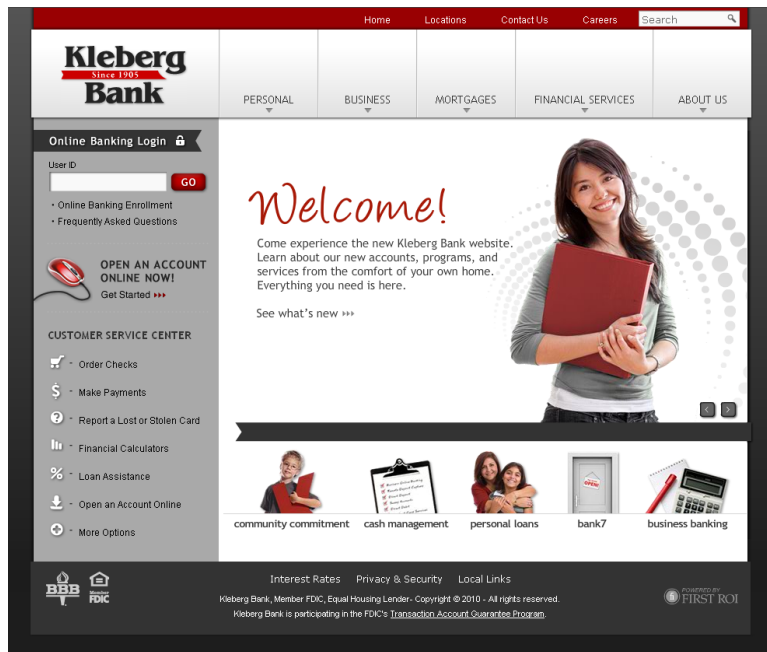 Home Locations Contact Us Careers Search
Kleberg
Since 1905
Bank
PERSONAL BUSINESS MORTGAGES FINANCIAL SERVICES ABOUT US
Online Banking Login
User ID
GO
· Online Banking Enrollment
· Frequently Asked Questions
OPEN AN ACCOUNT
ONLINE NOW!
Get Started
CUSTOMER SERVICE CENTER
- Order Checks
$ - Make Payments
? - Report a Lost or Stolen Card
- Financial Calculators
% - Loan Assistance
- Open an Account Online
- More Options
Welcome!
Come experience the new Kleberg Bank website.
Learn about our new accounts, programs, and
services from the comfort of your own home.
Everything you need is here.
See what's new
OPEN!
community commitment cash management personal loans bank7 business banking
BBB
Member
FDIC
Interest Rates Privacy & Security Local Links
Kleberg Bank, Member FDIC, Equal Housing Lender- Copyright © 2010 - All rights reserved.
Kleberg Bank is participating in the FDIC's Transaction Account Guarantee Program.
POWERED BY
FIRST ROI